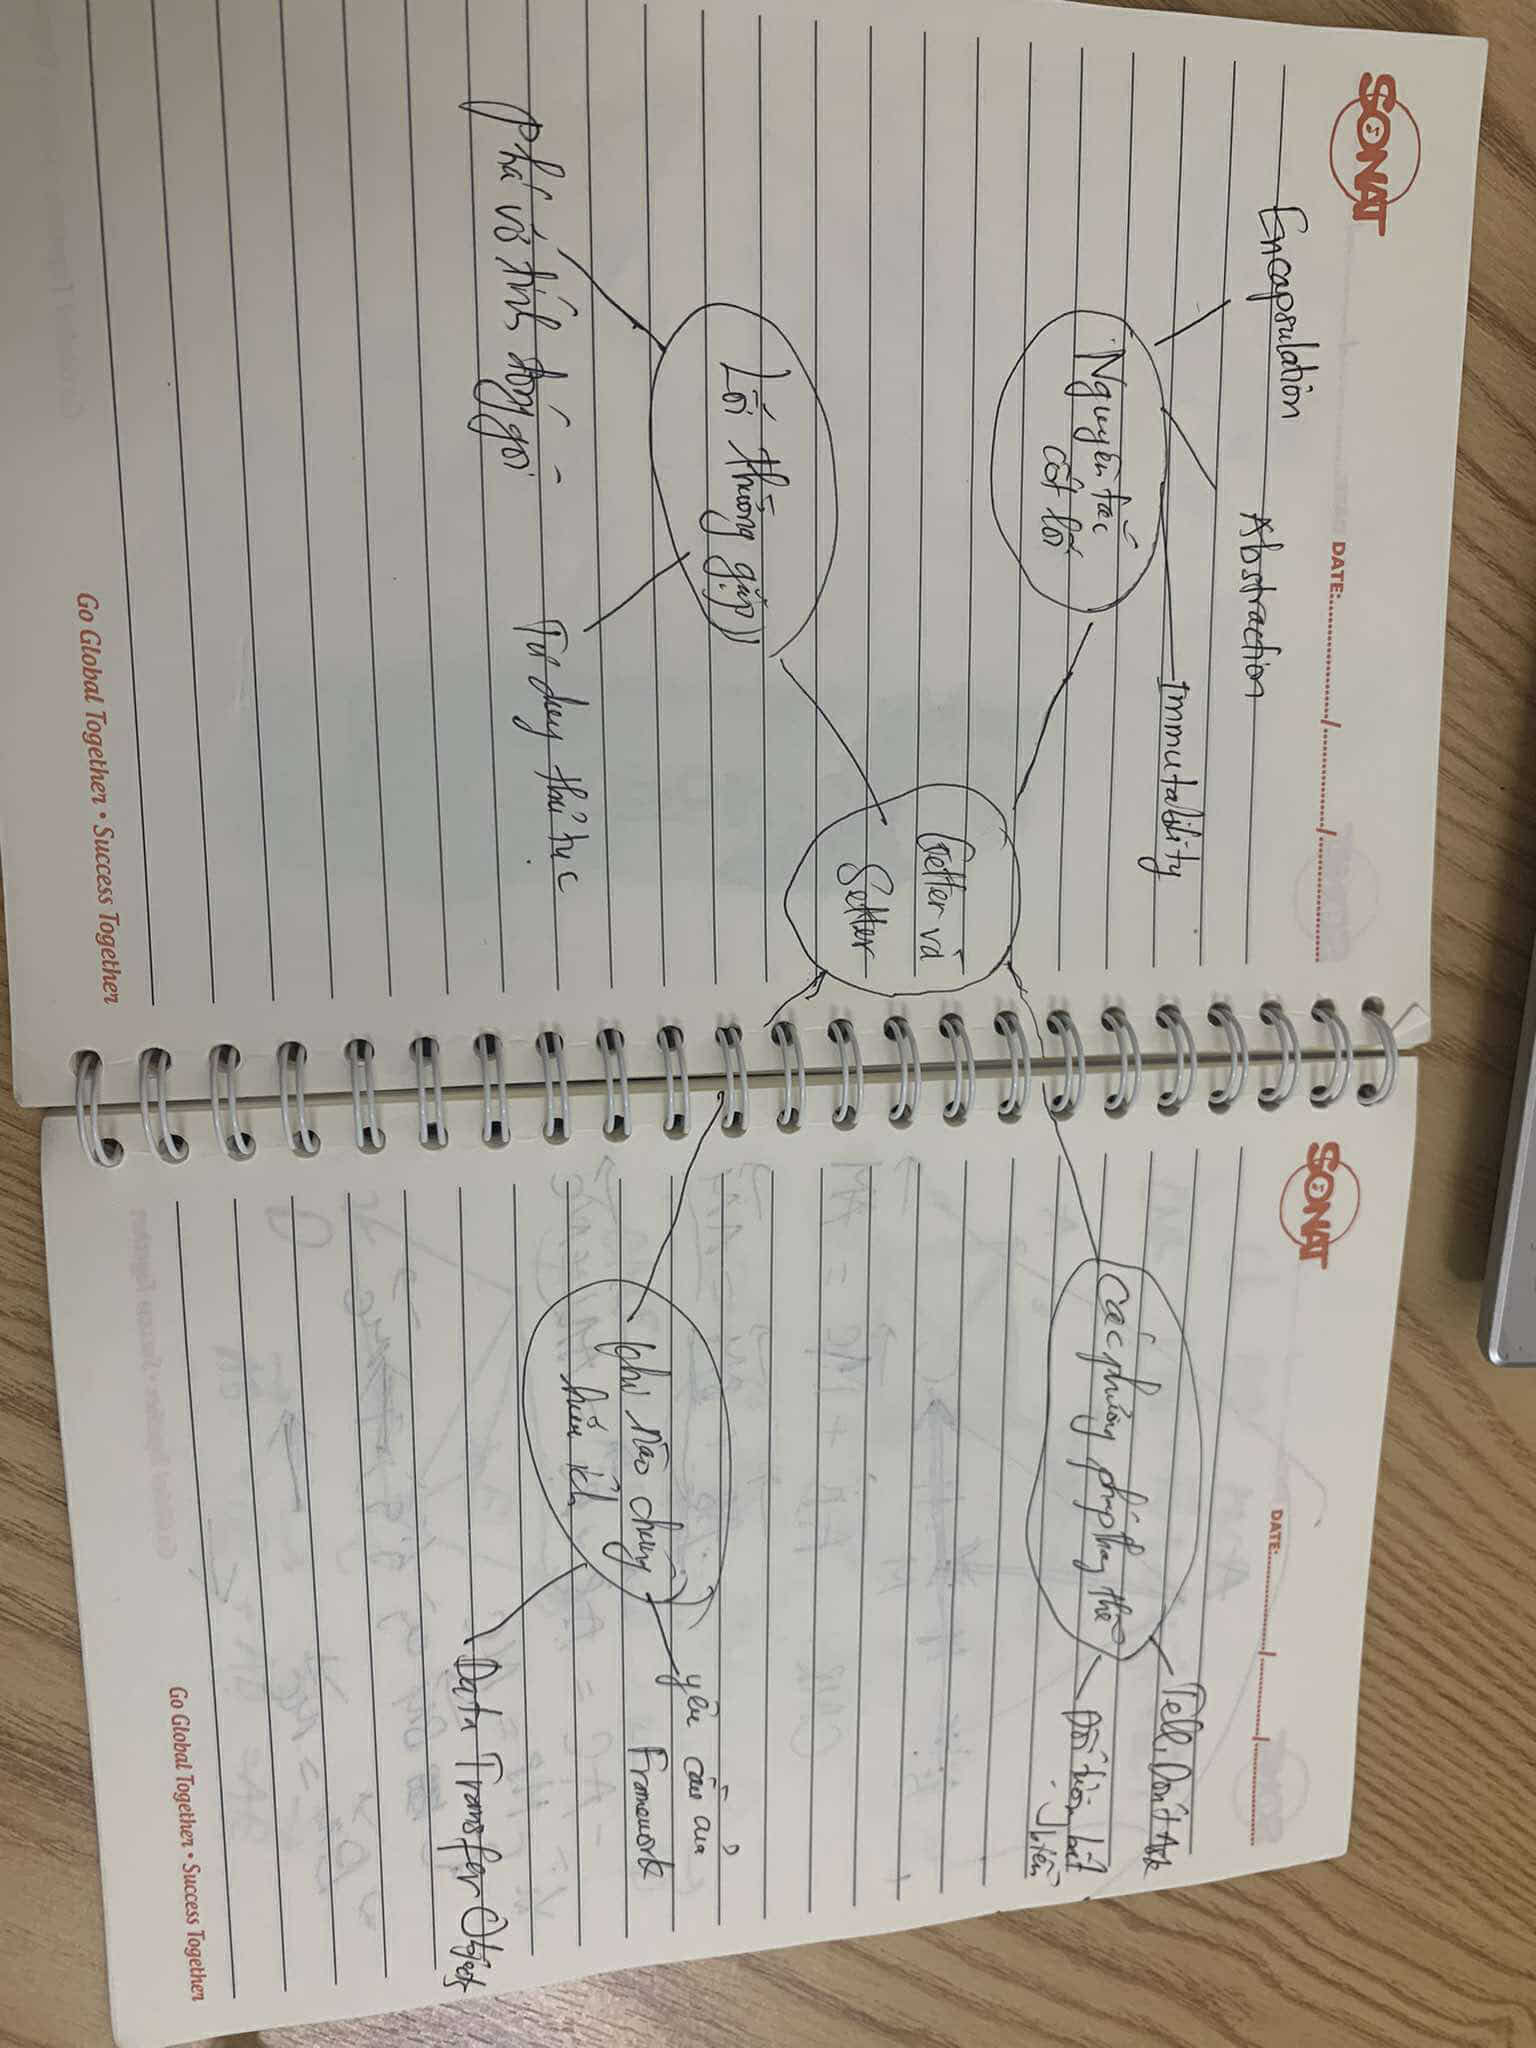 SONAT
DATE:............../............../..............
Encapsulation
Abstraction
Immutability
Nguyên tắc
cốt lõi
Getter và
Setter
Lỗi thường gặp
Phá vỡ tính đóng gói
Tư duy thủ tục
Go Global Together • Success Together
SONAT
DATE:............../............../..............
Các phương pháp thay thế
Tell, Don't Ask
Đối tượng bất
biến
Khi nào chúng
hữu ích
yêu cầu của
Framework
Data Transfer Objects
Go Global Together • Success Together